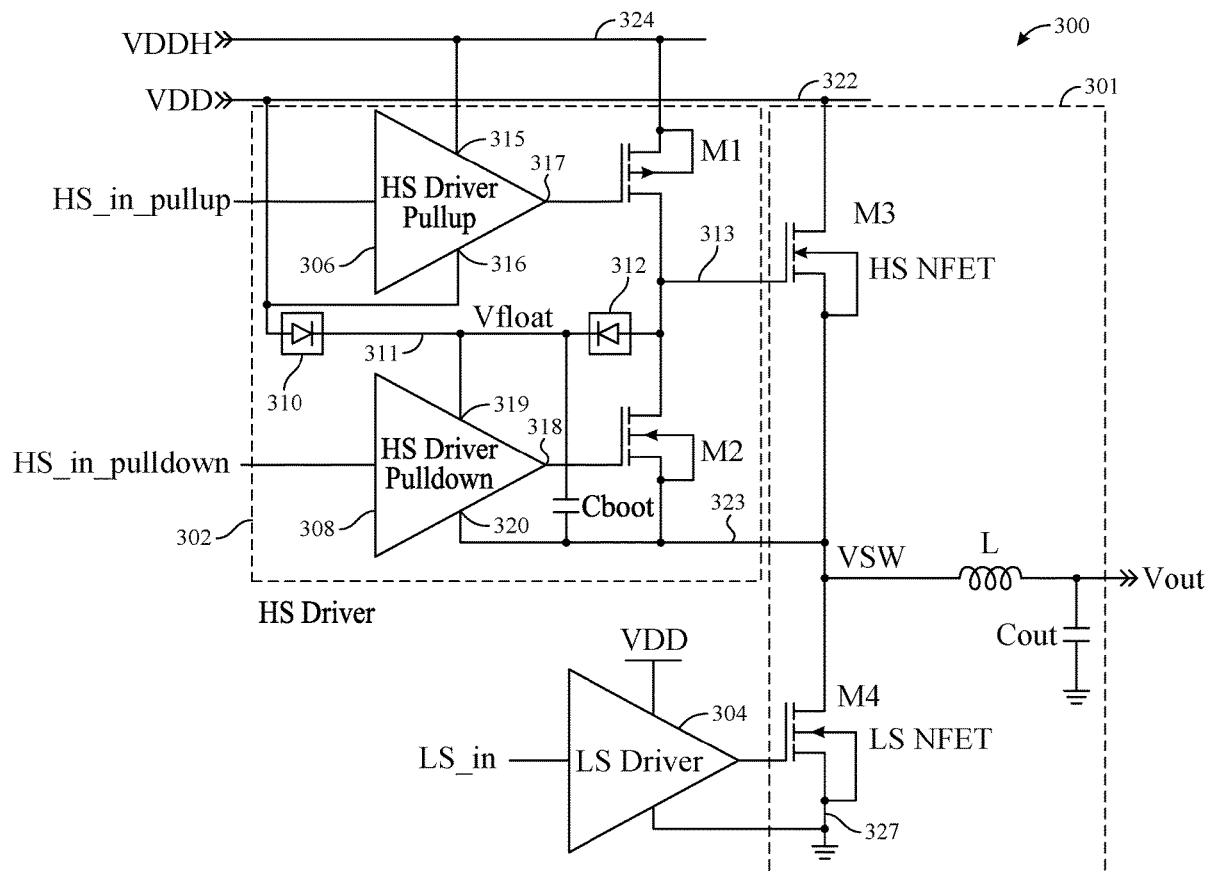 324
300
VDDH
VDD
322
301
315
M1
317
HS Driver
Pullup
HS_in_pullup
M3
313
306
316
312
HS NFET
Vfloat
311
310
319
318
HS Driver
Pulldown
M2
HS_in_pulldown
Cboot
323
302
308
320
L
VSW
Vout
HS Driver
Cout
VDD
M4
304
LS NFET
LS_in
LS Driver
327